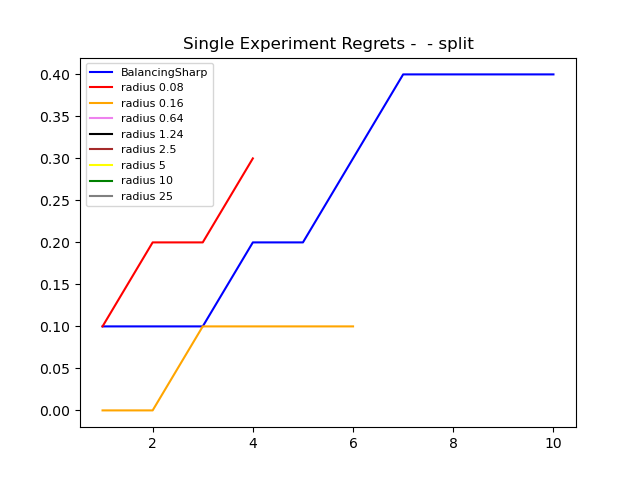 Single Experiment Regrets -  - split
BalancingSharp
radius 0.08
radius 0.16
radius 0.64
radius 1.24
radius 2.5
radius 5
radius 10
radius 25
0.40
0.35
0.30
0.25
0.20
0.15
0.10
0.05
0.00
2 4 6 8 10